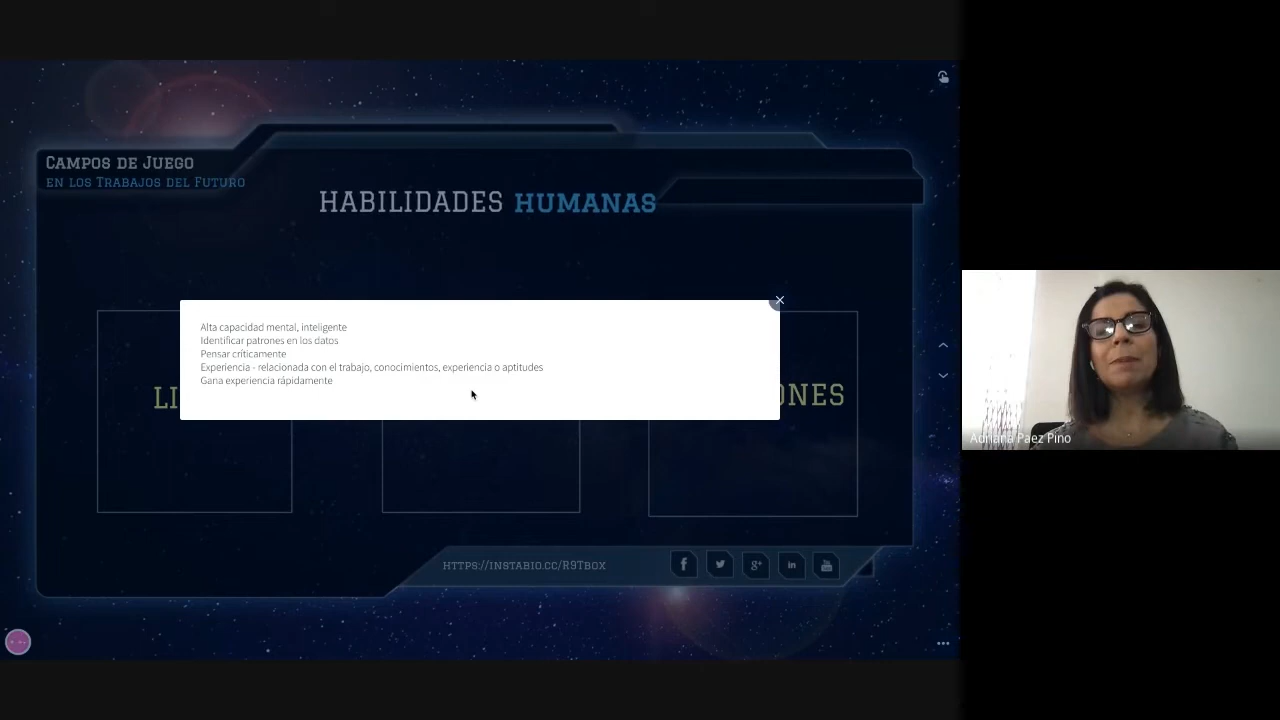 Campos de Juego
en los Trabajos del Futuro
HABILIDADES HUMANAS
Alta capacidad mental, inteligente
Identificar patrones en los datos
Pensar críticamente
Experiencia - relacionada con el trabajo, conocimientos, experiencia o aptitudes
Gana experiencia rápidamente
LI
ONES
https://instabio.cc/R9Tbox
Adriana Paez Pino